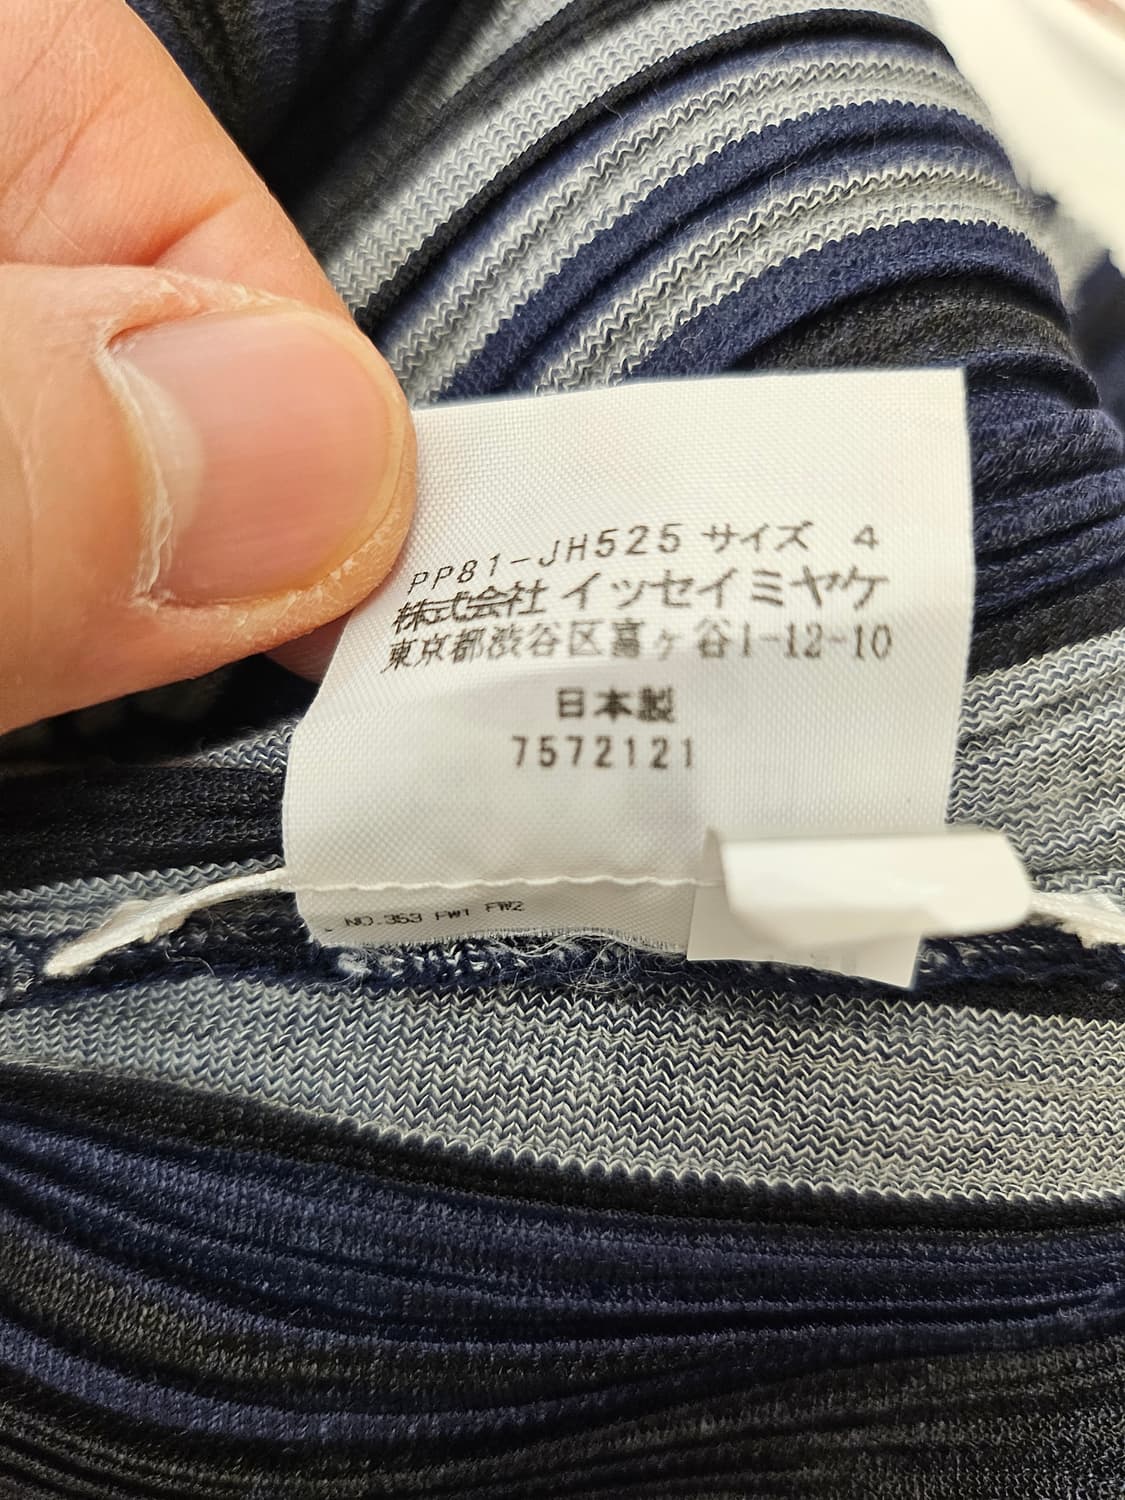 PP81-JH525 サイズ 4
株式会社 イッセイミヤケ
東京都渋谷区富ヶ谷1-12-10
日本製
7572121
NO.353 FW1 FW2